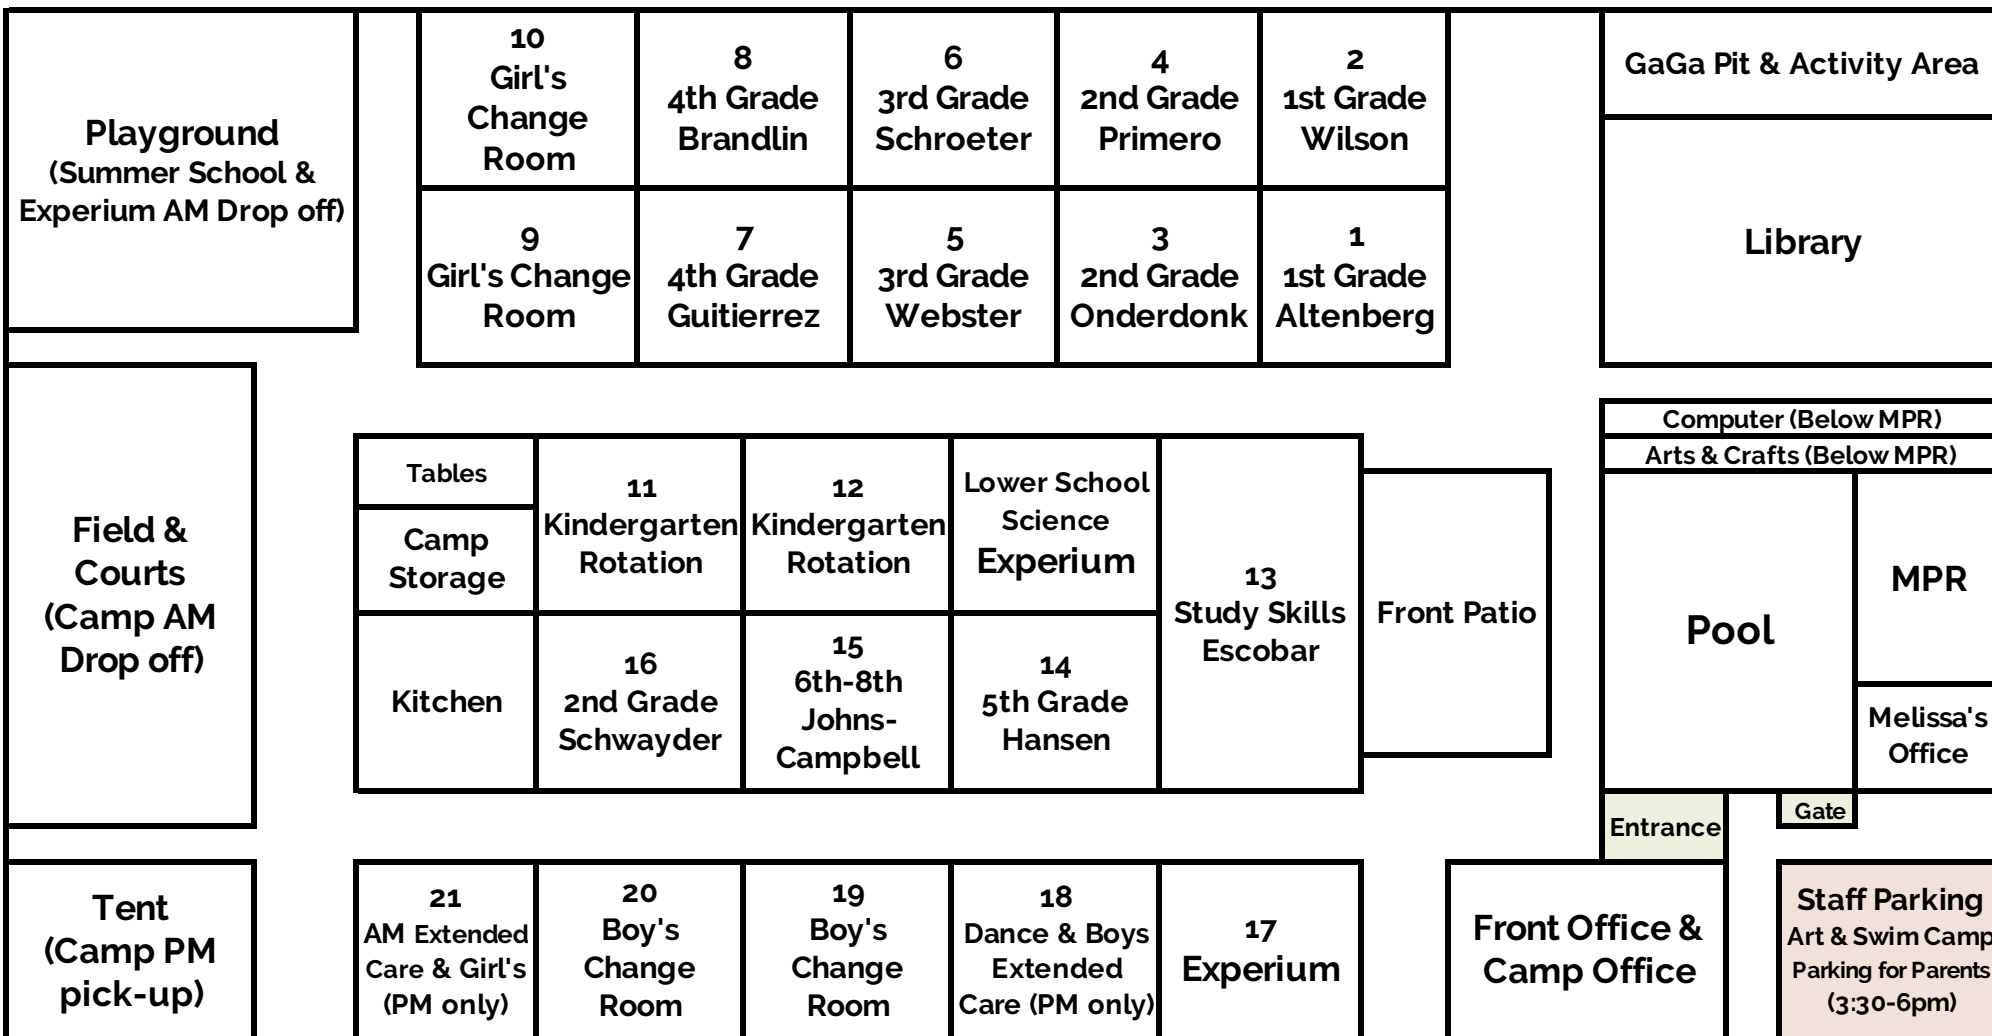 Playground
(Summer School &
Experium AM Drop off)
10
Girl's
Change
Room
8
4th Grade
Brandlin
6
3rd Grade
Schroeter
4
2nd Grade
Primero
2
1st Grade
Wilson
GaGa Pit & Activity Area
9
Girl's Change
Room
7
4th Grade
Guitierrez
5
3rd Grade
Webster
3
2nd Grade
Onderdonk
1
1st Grade
Altenberg
Library
Field &
Courts
(Camp AM
Drop off)
Tables
Camp
Storage
11
Kindergarten
Rotation
12
Kindergarten
Rotation
Lower School
Science
Experium
13
Study Skills
Escobar
Front Patio
Computer (Below MPR)
Arts & Crafts (Below MPR)
Pool
MPR
Melissa's
Office
Kitchen
16
2nd Grade
Schwayder
15
6th-8th
Johns-
Campbell
14
5th Grade
Hansen
Entrance
Gate
Tent
(Camp PM
pick-up)
21
AM Extended
Care & Girl's
(PM only)
20
Boy's
Change
Room
19
Boy's
Change
Room
18
Dance & Boys
Extended
Care (PM only)
17
Experium
Front Office &
Camp Office
Staff Parking
Art & Swim Camp
Parking for Parents
(3:30-6pm)